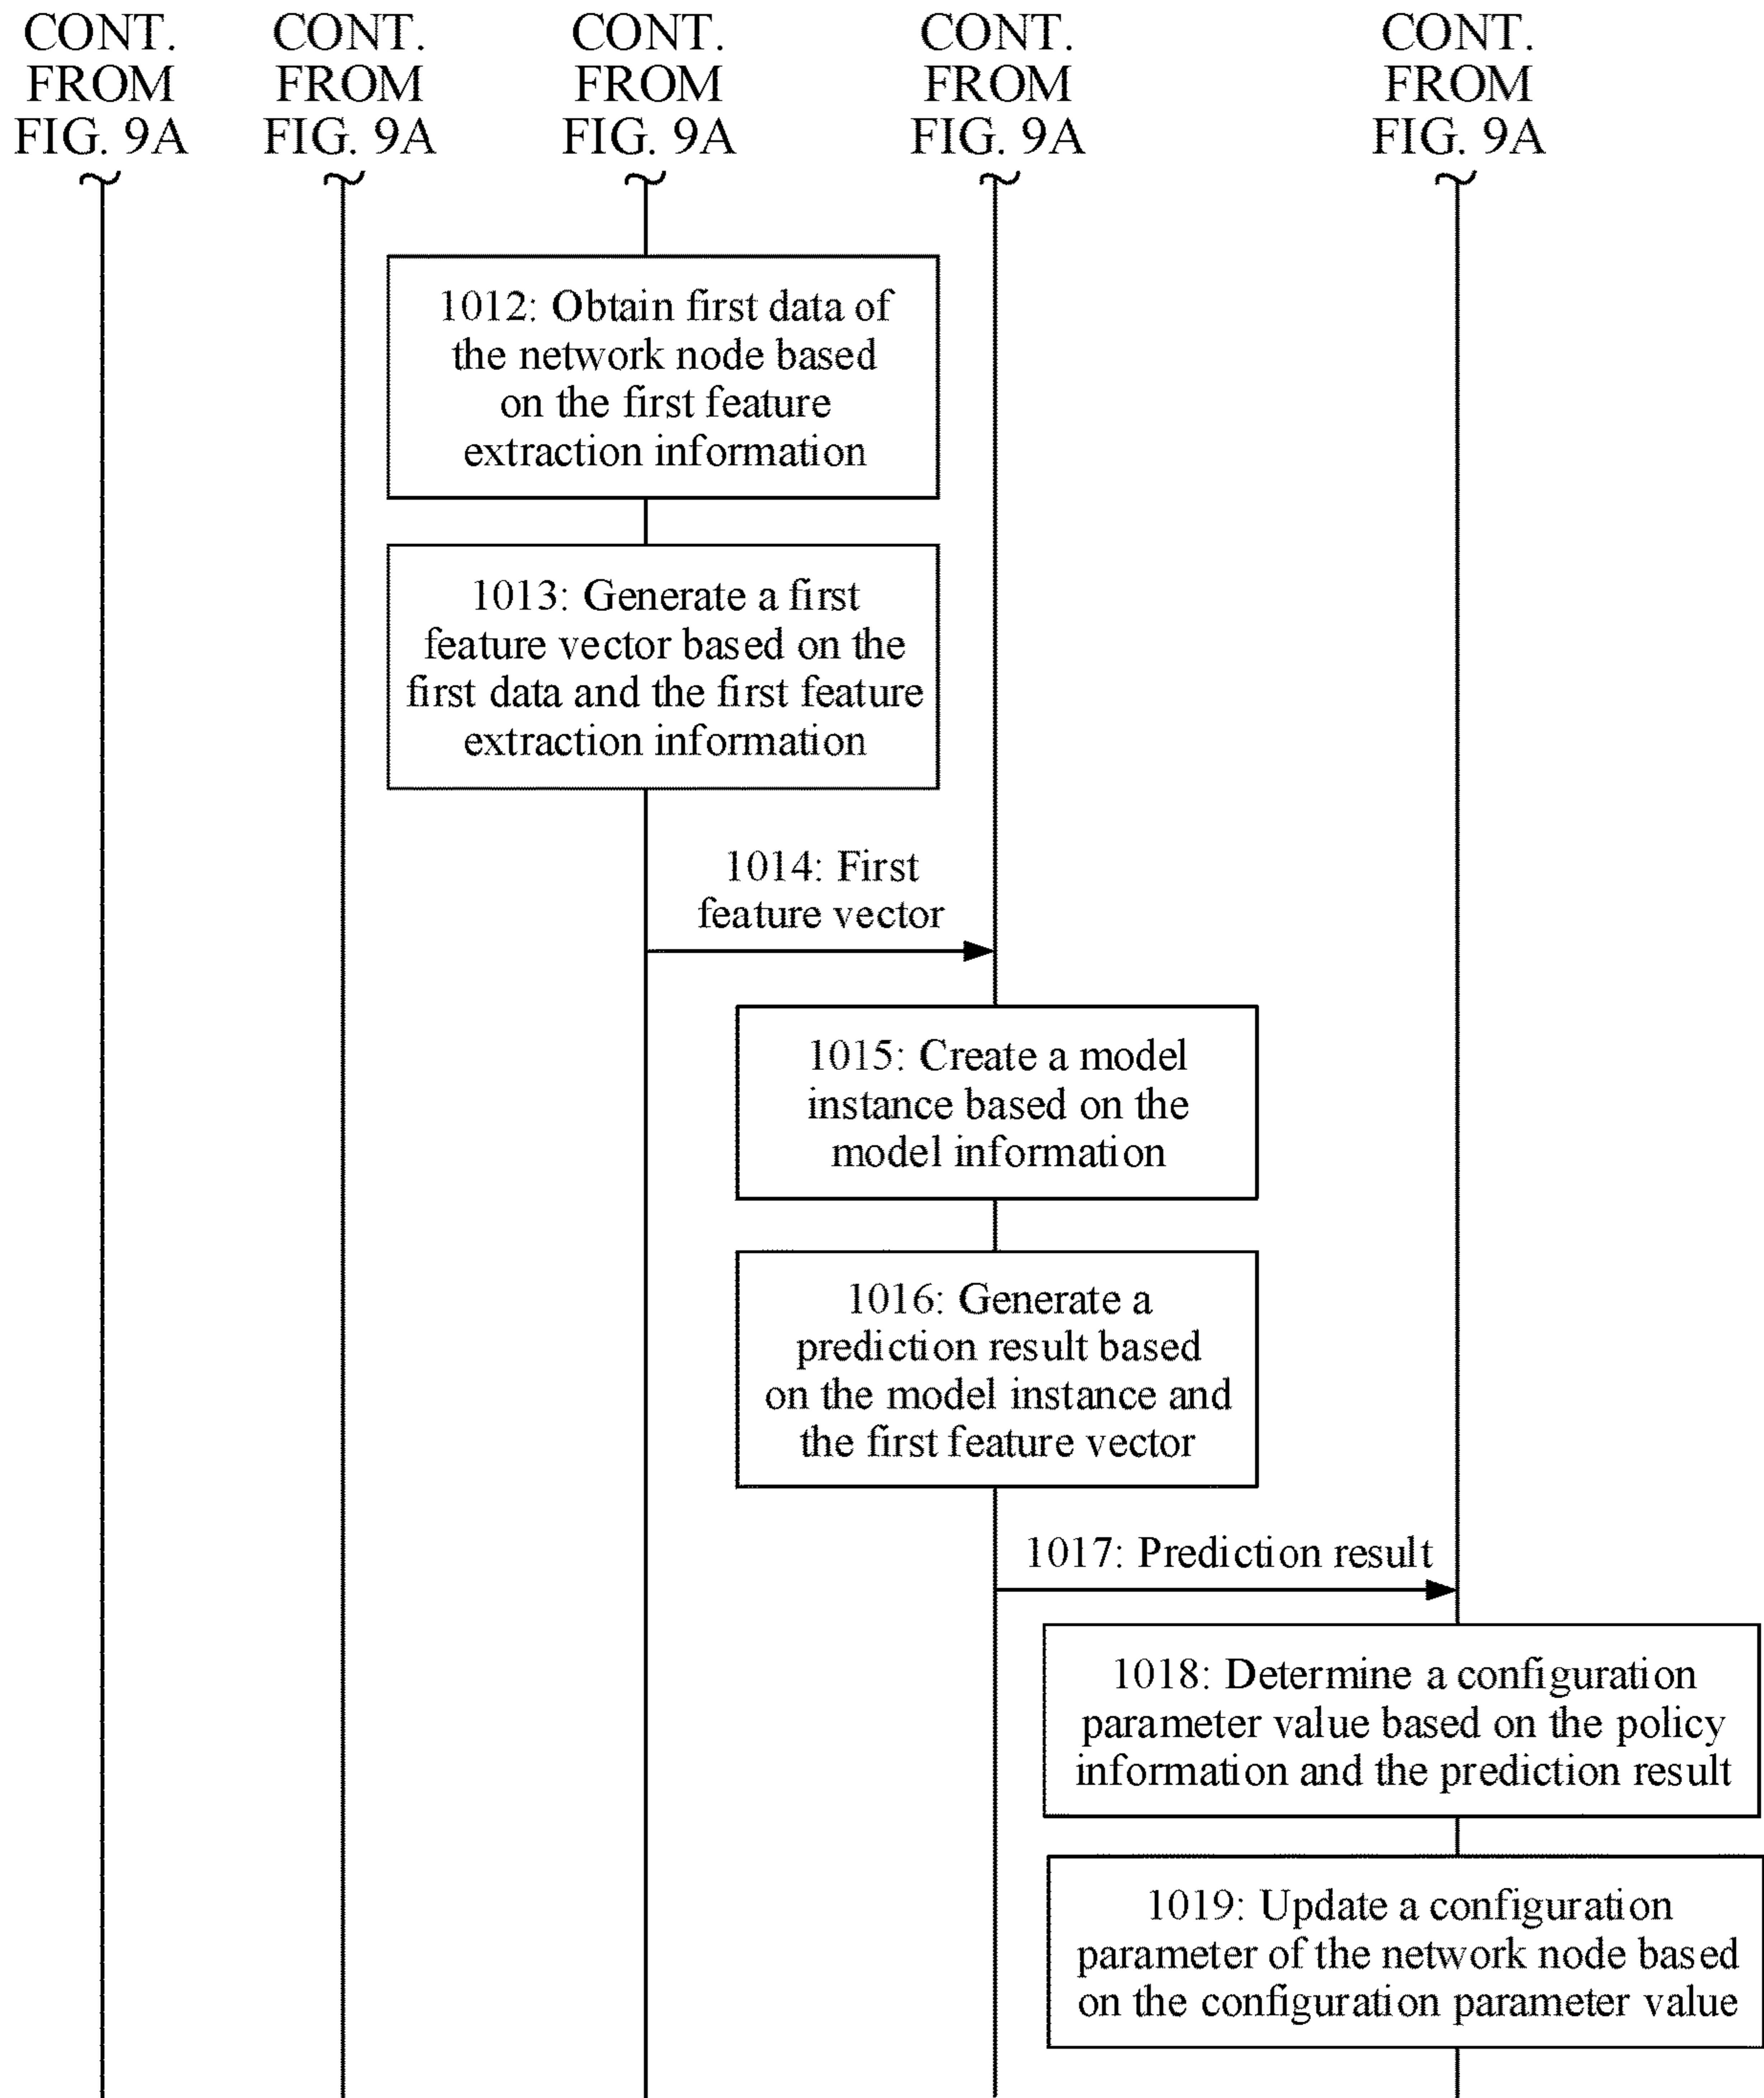 CONT.
FROM
FIG. 9A
CONT.
FROM
FIG. 9A
CONT.
FROM
FIG. 9A
CONT.
FROM
FIG. 9A
CONT.
FROM
FIG. 9A
1012: Obtain first data of
the network node based
on the first feature
extraction information
1013: Generate a first
feature vector based on the
first data and the first feature
extraction information
1014: First
feature vector
1015: Create a model
instance based on the
model information
1016: Generate a
prediction result based
on the model instance and
the first feature vector
1017: Prediction result
1018: Determine a configuration
parameter value based on the policy
information and the prediction result
1019: Update a configuration
parameter of the network node based
on the configuration parameter value